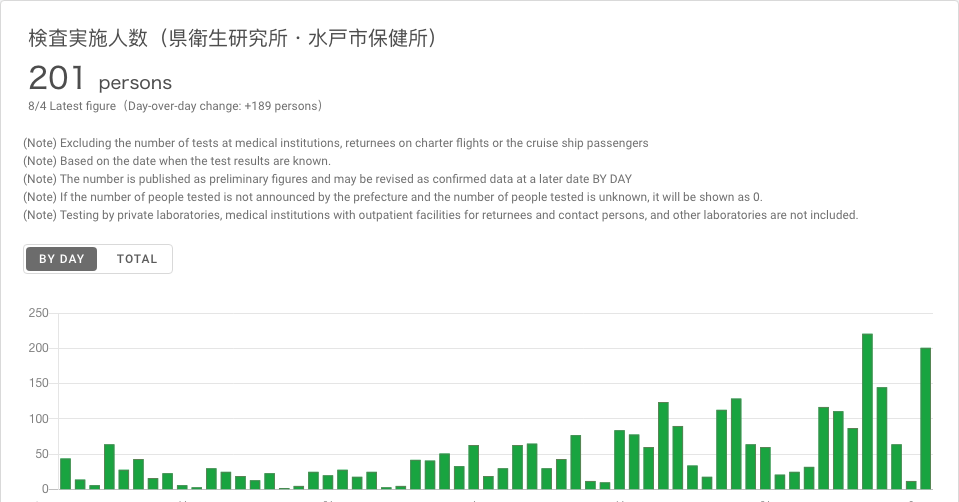 検査実施人数（県衛生研究所・水戸市保健所）
201 persons
8/4 Latest figure（Day-over-day change: +189 persons）
(Note) Excluding the number of tests at medical institutions, returnees on charter flights or the cruise ship passengers
(Note) Based on the date when the test results are known.
(Note) The number is published as preliminary figures and may be revised as confirmed data at a later date BY DAY
(Note) If the number of people tested is not announced by the prefecture and the number of people tested is unknown, it will be shown as 0.
(Note) Testing by private laboratories, medical institutions with outpatient facilities for returnees and contact persons, and other laboratories are not included.
BY DAY TOTAL
250
200
150
100
50
0